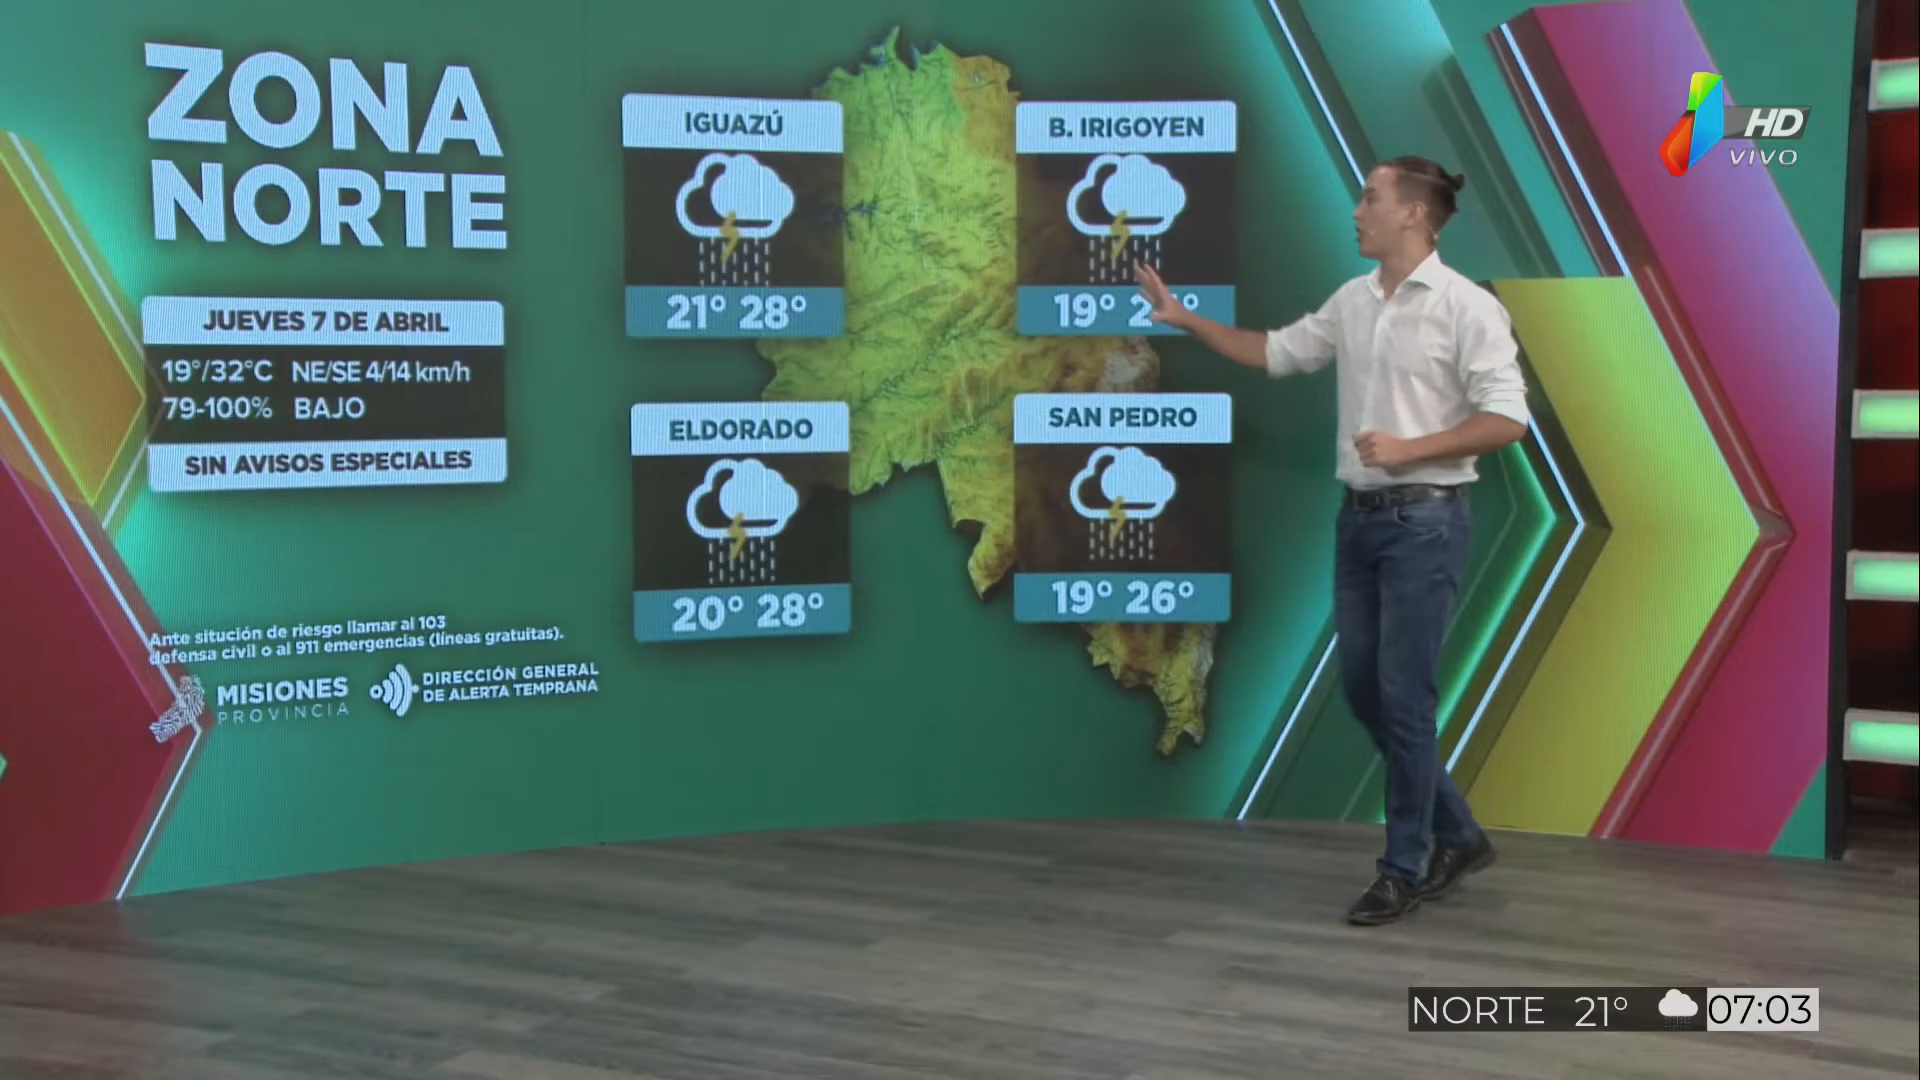 ZONA
NORTE
JUEVES 7 DE ABRIL
19°/32°C NE/SE 4/14 km/h
79-100% BAJO
SIN AVISOS ESPECIALES
Ante situción de riesgo llamar al 103
defensa civil o al 911 emergencias (líneas gratuitas).
MISIONES
PROVINCIA
DIRECCIÓN GENERAL
DE ALERTA TEMPRANA
IGUAZÚ
21° 28°
B. IRIGOYEN
19°
ELDORADO
20° 28°
SAN PEDRO
19° 26°
HD
VIVO
NORTE 21° 07:03